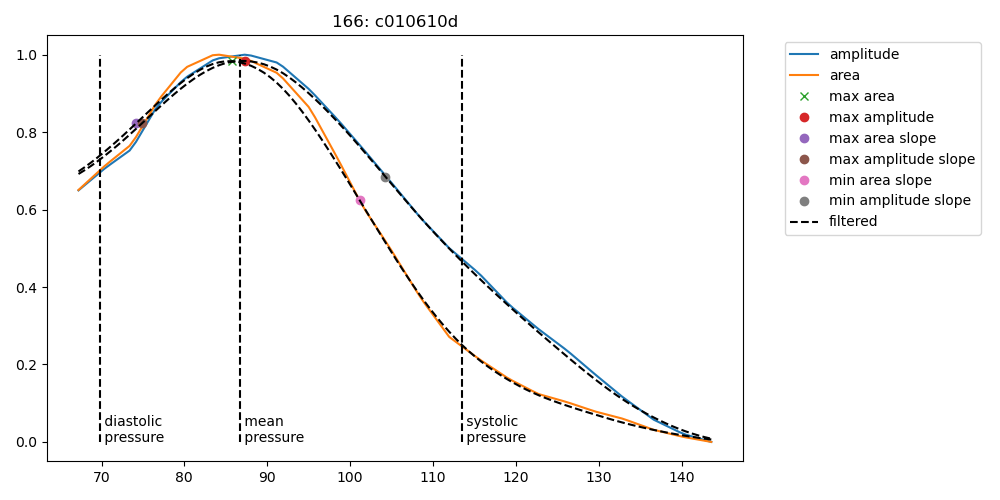 166: c010610d
1.0
0.8
0.6
0.4
0.2
0.0
diastolic
pressure
mean
pressure
systolic
pressure
70
80
90
100
110
120
130
140
amplitude
area
max area
max amplitude
max area slope
max amplitude slope
min area slope
min amplitude slope
filtered